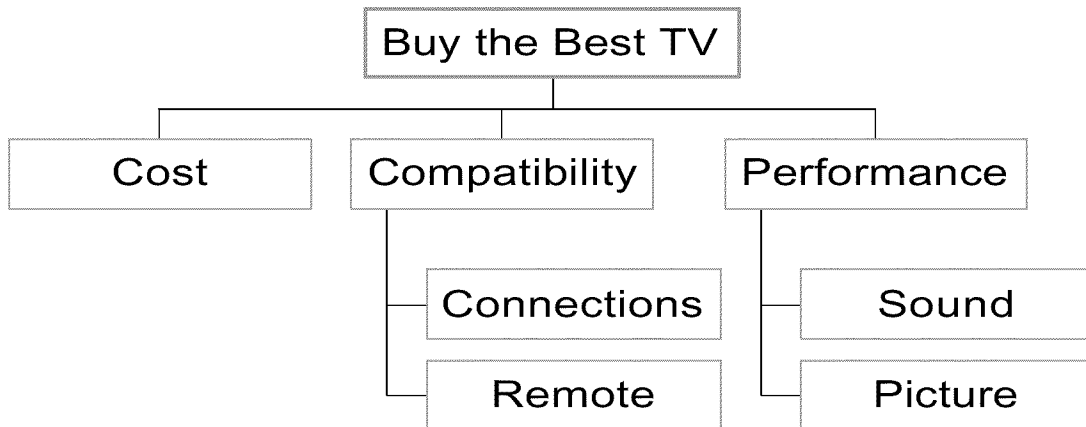 Buy the Best TV
Cost
Compatibility
Performance
Connections
Sound
Remote
Picture